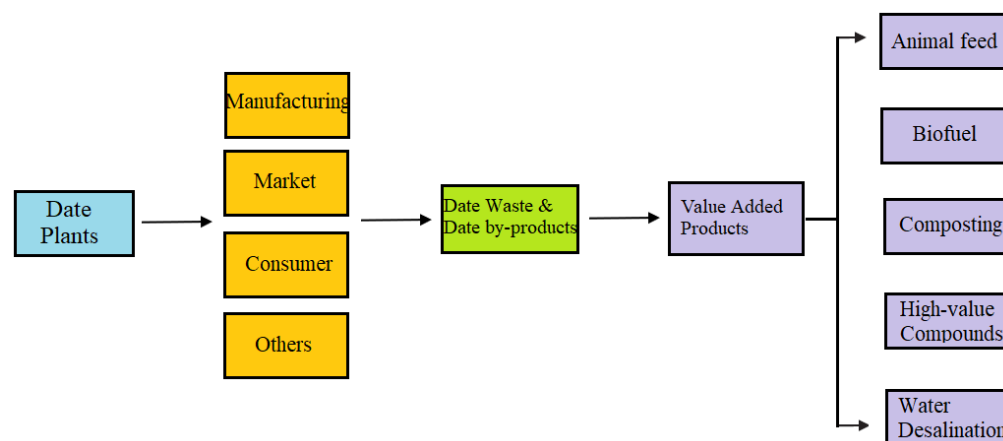 Date
Plants
Manufacturing
Market
Consumer
Others
Date Waste &
Date by-products
Value Added
Products
Animal feed
Biofuel
Composting
High-value
Compounds
Water
Desalination